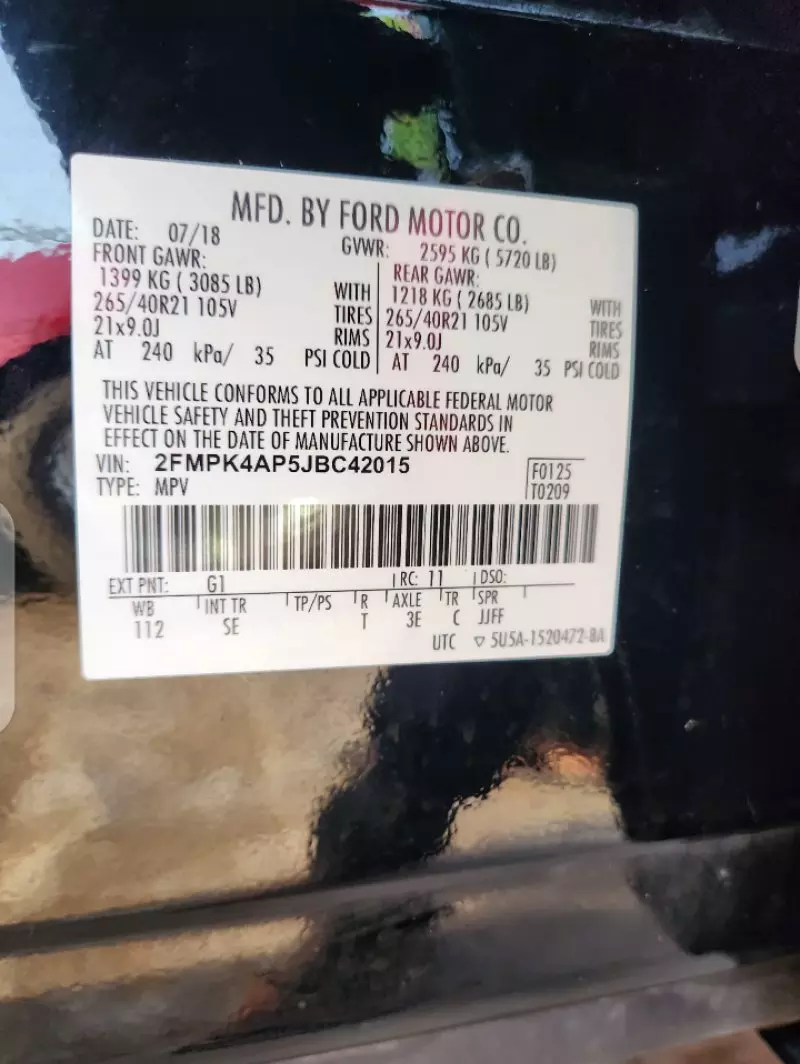 MFD. BY FORD MOTOR CO.
DATE: 07/18 GVWR: 2595 KG ( 5720 LB)
FRONT GAWR: REAR GAWR:
1399 KG ( 3085 LB) WITH 1218 KG ( 2685 LB) WITH
265/40R21 105V TIRES 265/40R21 105V TIRES
21x9.0J RIMS 21x9.0J RIMS
AT 240 kPa/ 35 PSI COLD AT 240 kPa/ 35 PSI COLD
THIS VEHICLE CONFORMS TO ALL APPLICABLE FEDERAL MOTOR
VEHICLE SAFETY AND THEFT PREVENTION STANDARDS IN
EFFECT ON THE DATE OF MANUFACTURE SHOWN ABOVE.
VIN: 2FMPK4AP5JBC42015 F0125
TYPE: MPV T0209
EXT PNT: G1 RC: 11 DSO:
WB INT TR TP/PS R AXLE TR SPR
112 SE T 3E C JJFF
UTC ▽ 5U5A-1520472-BA